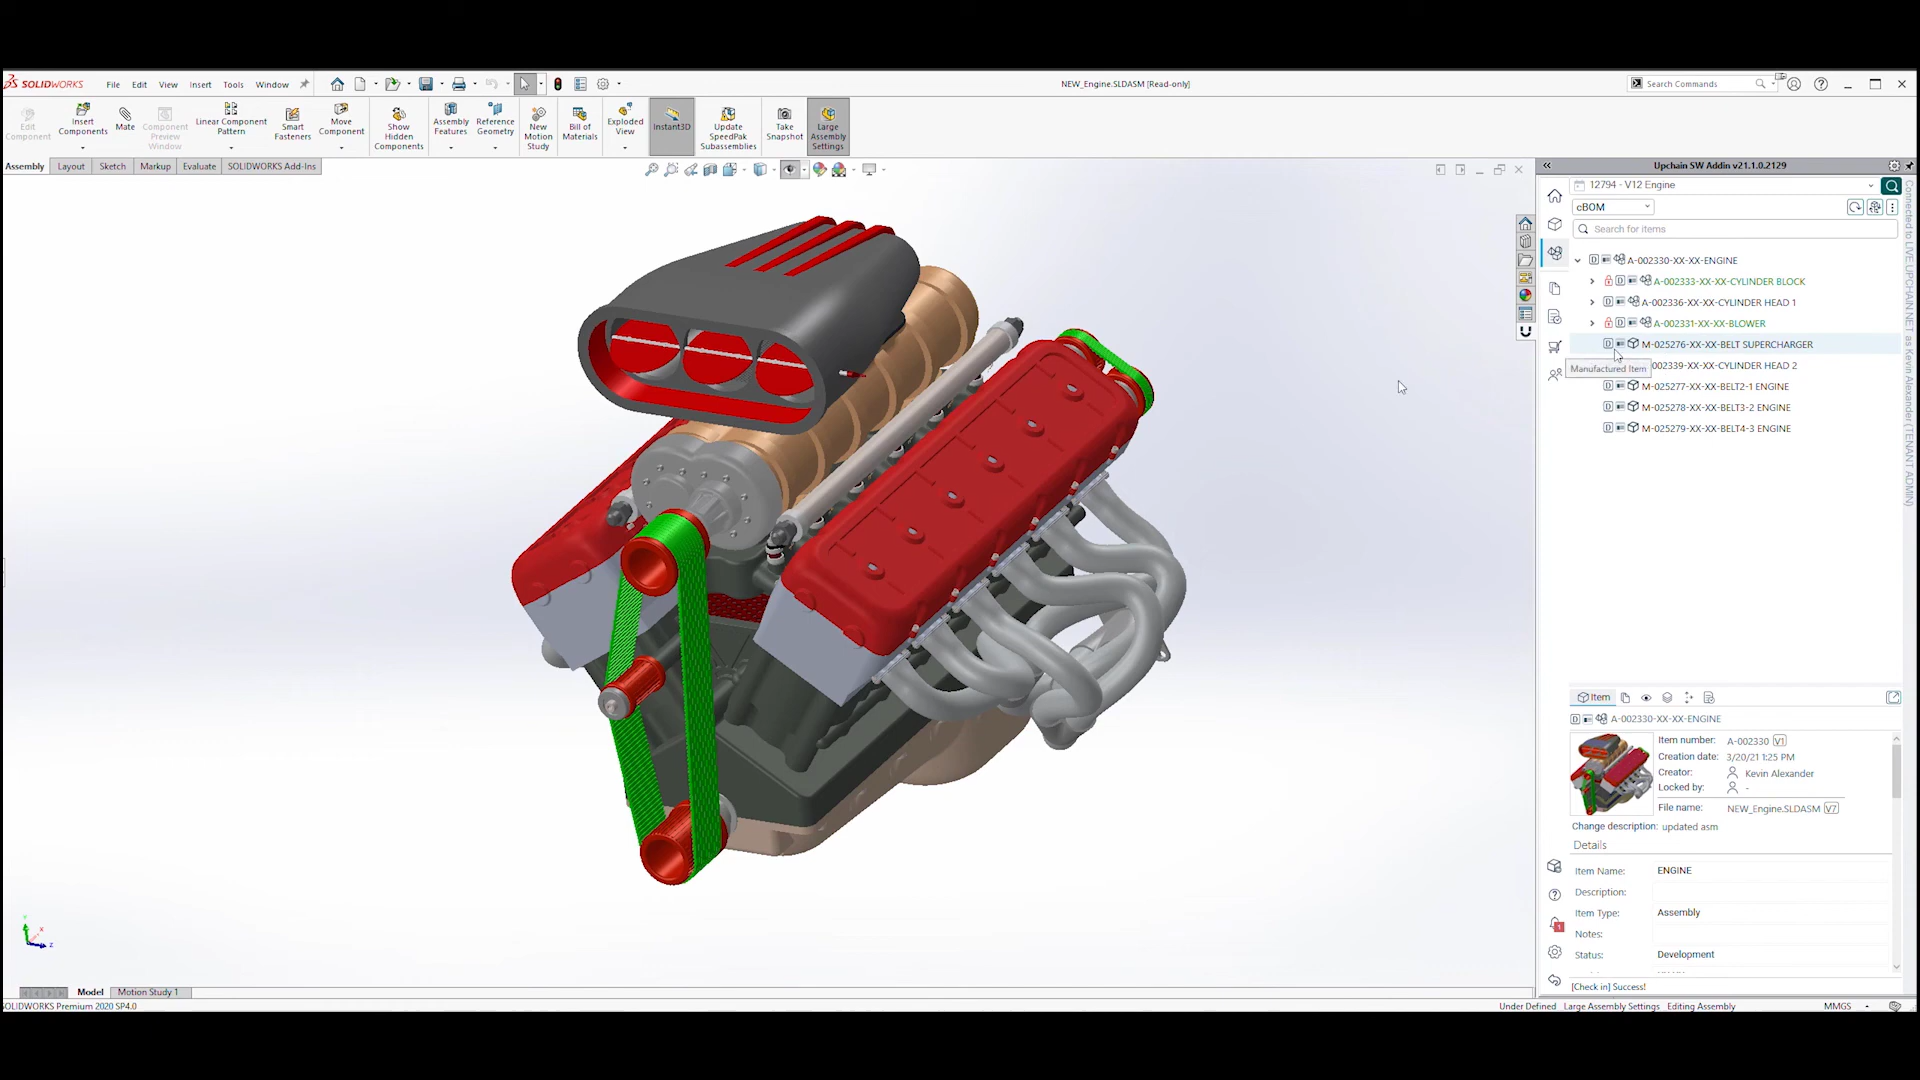 SOLIDWORKS File Edit View Insert Tools Window
NEW_Engine.SLDASM [Read-only]
Search Commands
Edit Component
Insert Components
Mate
Component Preview Window
Linear Component Pattern
Smart Fasteners
Move Component
Show Hidden Components
Assembly Features
Reference Geometry
New Motion Study
Bill of Materials
Exploded View
Instant3D
Update SpeedPak Subassemblies
Take Snapshot
Large Assembly Settings
Assembly Layout Sketch Markup Evaluate SOLIDWORKS Add-Ins
Upchain SW Addin v21.1.0.2129
12794 - V12 Engine
cBOM
Search for items
A-002330-XX-XX-ENGINE
A-002333-XX-XX-CYLINDER BLOCK
A-002336-XX-XX-CYLINDER HEAD 1
A-002331-XX-XX-BLOWER
M-025276-XX-XX-BELT SUPERCHARGER
Manufactured Item
002339-XX-XX-CYLINDER HEAD 2
M-025277-XX-XX-BELT2-1 ENGINE
M-025278-XX-XX-BELT3-2 ENGINE
M-025279-XX-XX-BELT4-3 ENGINE
Connected to LIVE.UPCHAIN.NET as Kevin Alexander (TENANT ADMIN)
Item
A-002330-XX-XX-ENGINE
Item number: A-002330 V1
Creation date: 3/20/21 1:25 PM
Creator: Kevin Alexander
Locked by: -
File name: NEW_Engine.SLDASM V7
Change description: updated asm
Details
Item Name: ENGINE
Description:
Item Type: Assembly
Notes:
Status: Development
[Check in] Success!
Model Motion Study 1
SOLIDWORKS Premium 2020 SP4.0
Under Defined Large Assembly Settings Editing Assembly MMGS